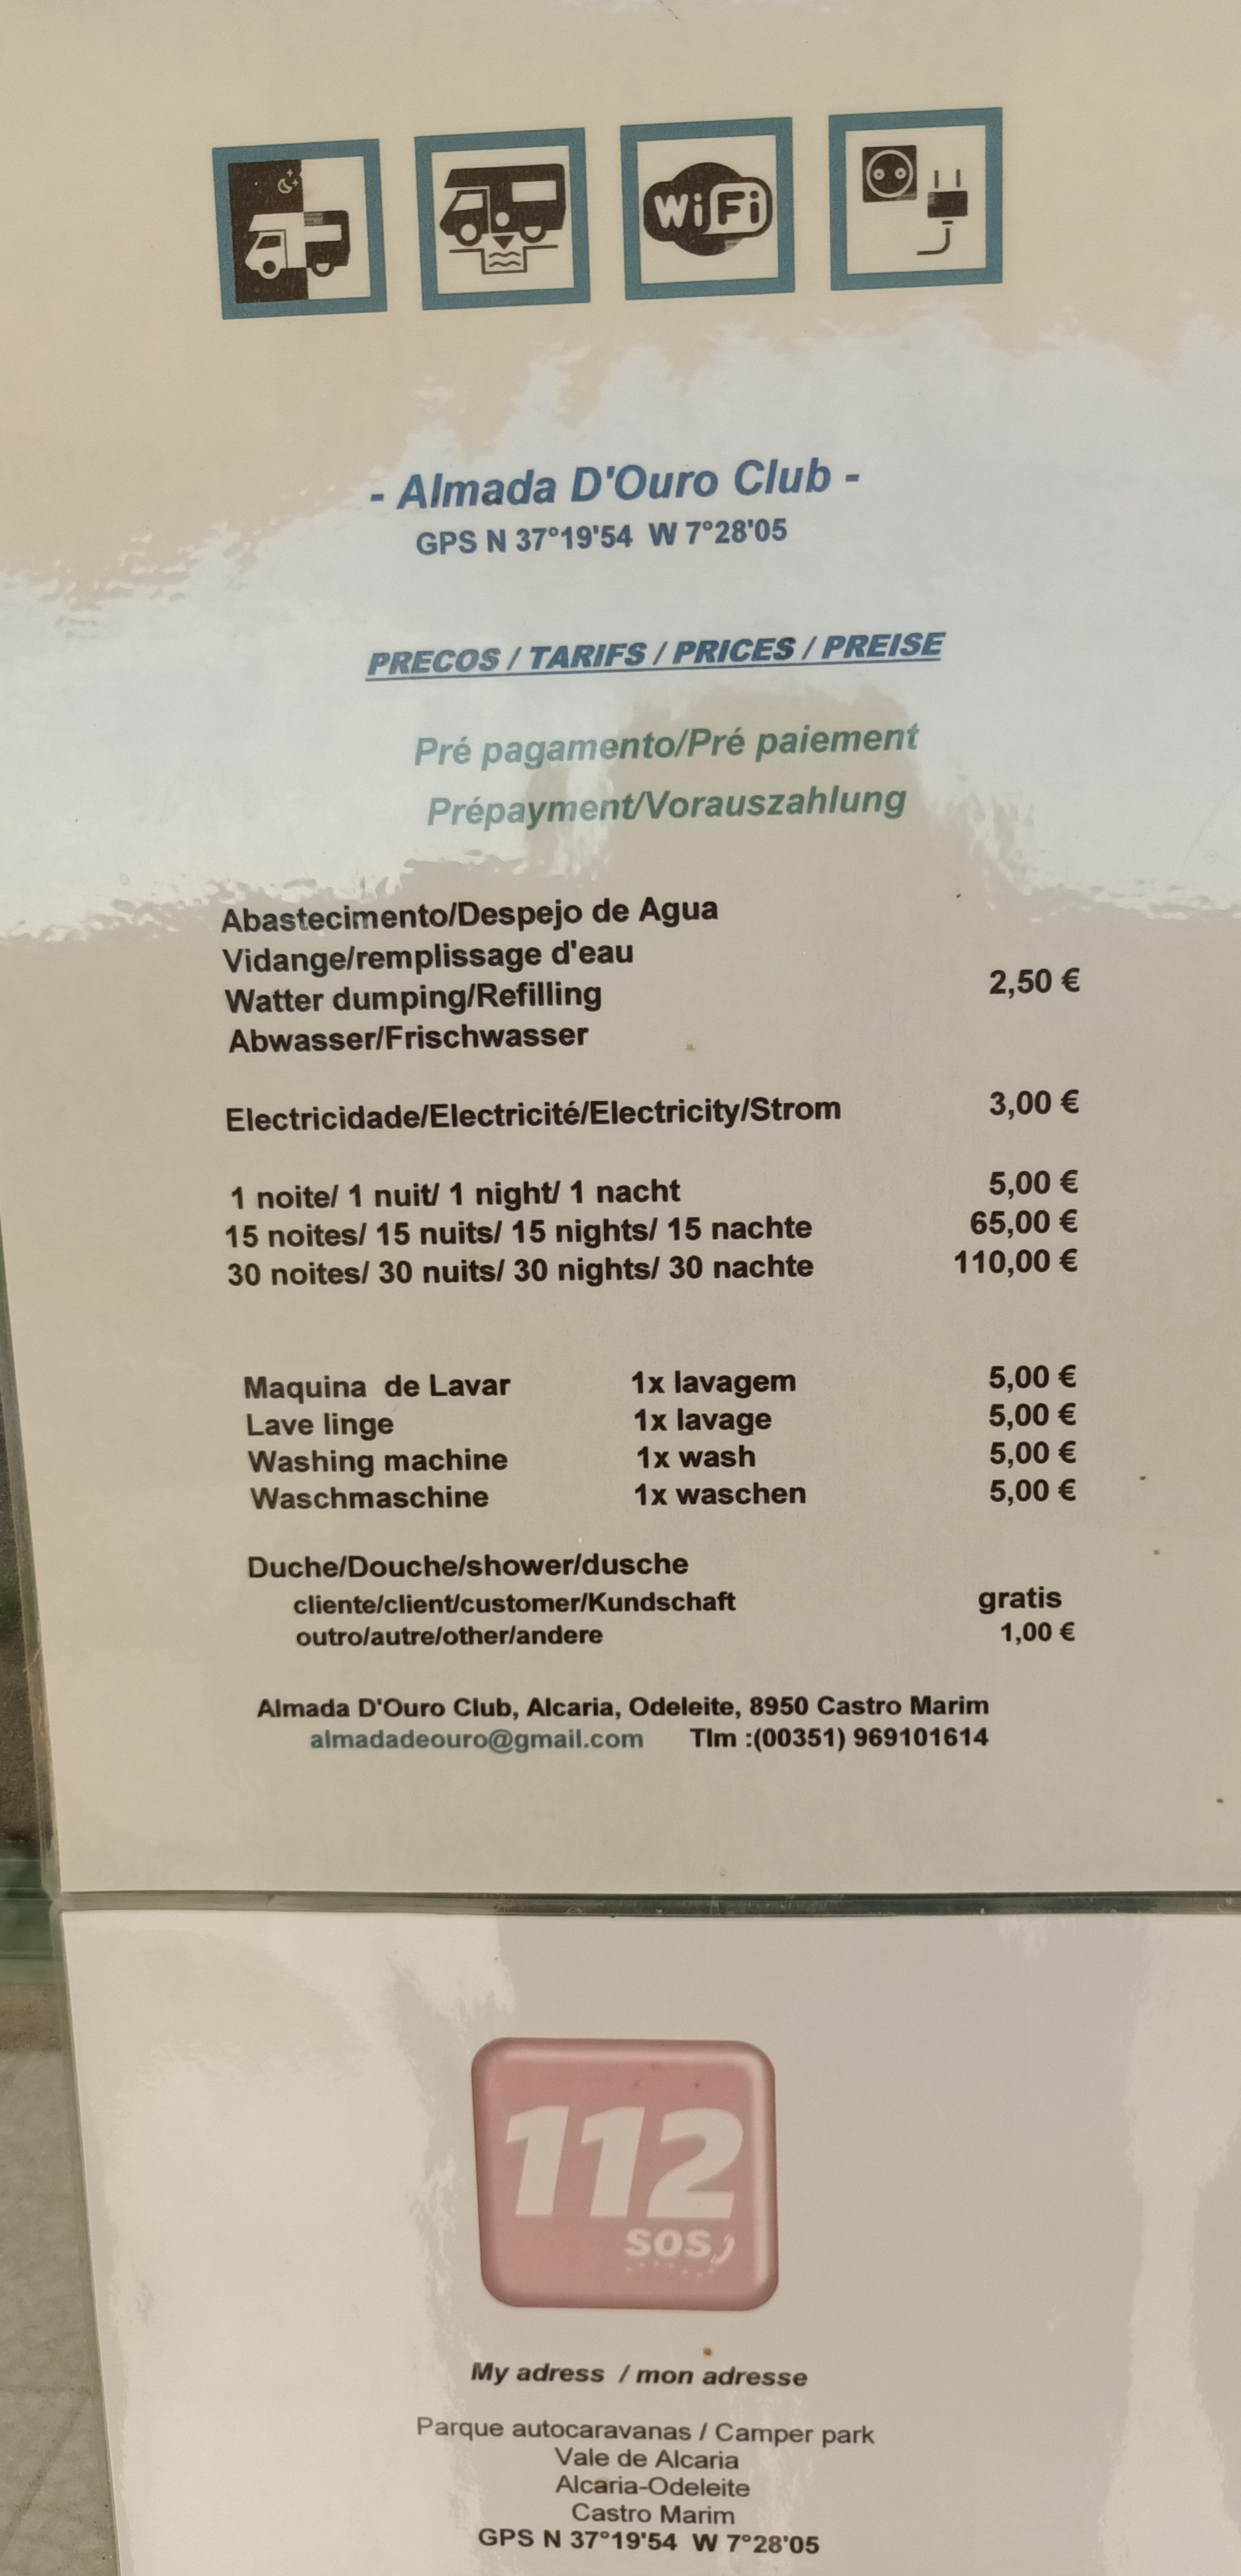 WiFi
- Almada D'Ouro Club -
GPS N 37°19'54 W 7°28'05
PRECOS / TARIFS / PRICES / PREISE
Pré pagamento/Pré paiement
Prépayment/Vorauszahlung
Abastecimento/Despejo de Agua
Vidange/remplissage d'eau
Watter dumping/Refilling
Abwasser/Frischwasser
2,50 €
Electricidade/Electricité/Electricity/Strom 3,00 €
1 noite/ 1 nuit/ 1 night/ 1 nacht 5,00 €
15 noites/ 15 nuits/ 15 nights/ 15 nachte 65,00 €
30 noites/ 30 nuits/ 30 nights/ 30 nachte 110,00 €
Maquina de Lavar 1x lavagem 5,00 €
Lave linge 1x lavage 5,00 €
Washing machine 1x wash 5,00 €
Waschmaschine 1x waschen 5,00 €
Duche/Douche/shower/dusche
cliente/client/customer/Kundschaft gratis
outro/autre/other/andere 1,00 €
Almada D'Ouro Club, Alcaria, Odeleite, 8950 Castro Marim
almadadeouro@gmail.com Tlm :(00351) 969101614
112
SOS
My adress / mon adresse
Parque autocaravanas / Camper park
Vale de Alcaria
Alcaria-Odeleite
Castro Marim
GPS N 37°19'54 W 7°28'05